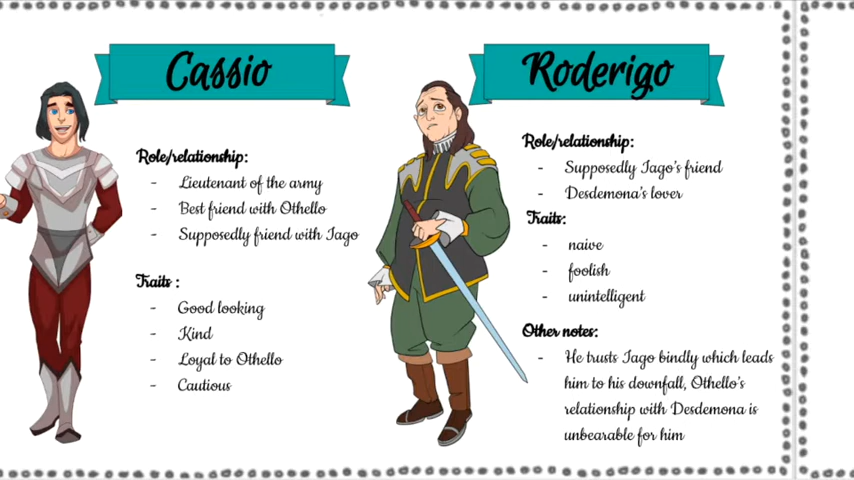 Cassio
Role/relationship:
- Lieutenant of the army
- Best friend with Othello
- Supposedly friend with Iago
Traits :
- Good looking
- Kind
- Loyal to Othello
- Cautious
Roderigo
Role/relationship:
- Supposedly Iago's friend
- Desdemona's lover
Traits:
- naive
- foolish
- unintelligent
Other notes:
- He trusts Iago bindly which leads
him to his downfall, Othello's
relationship with Desdemona is
unbearable for him